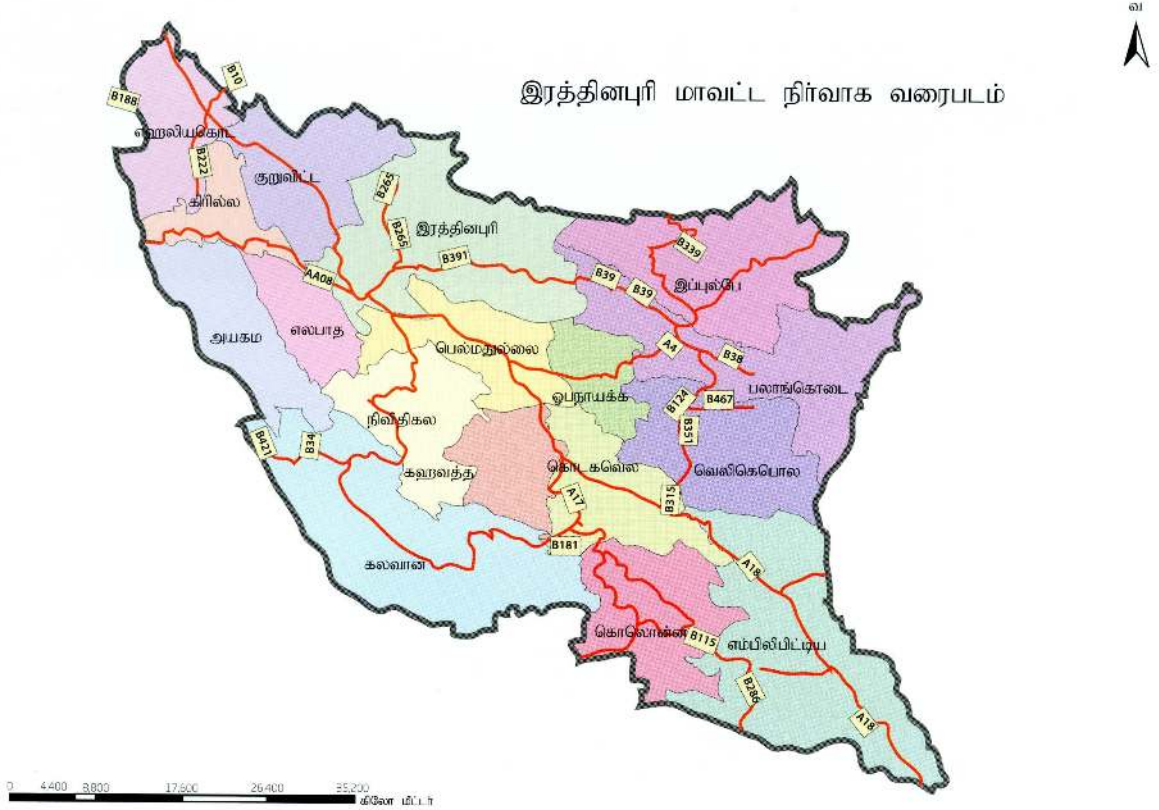 வ
இரத்தினபுரி மாவட்ட நிர்வாக வரைபடம்
B10
B188
எஹலியகொட
B222
குறுவிட்ட
கிரில்ல
B265
B265
இரத்தினபுரி
B391
B339
AA08
B39
B39
இப்புல்பே
அயகம
எலபாத
பெல்மதுல்லை
A4
B38
பலாங்கொடை
ஓபநாயக்க
B124
B467
நிவிதிகல
B421
B34
B351
கஹவத்த
கொடகவெல
வெலிகெபொல
A17
B315
B181
கலவான
A18
கொலொன்ன
B115
எம்பிலிபிட்டிய
B286
A18
0 4,400 8,800 17,600 26,400 35,200
கிலோ மீட்டர்